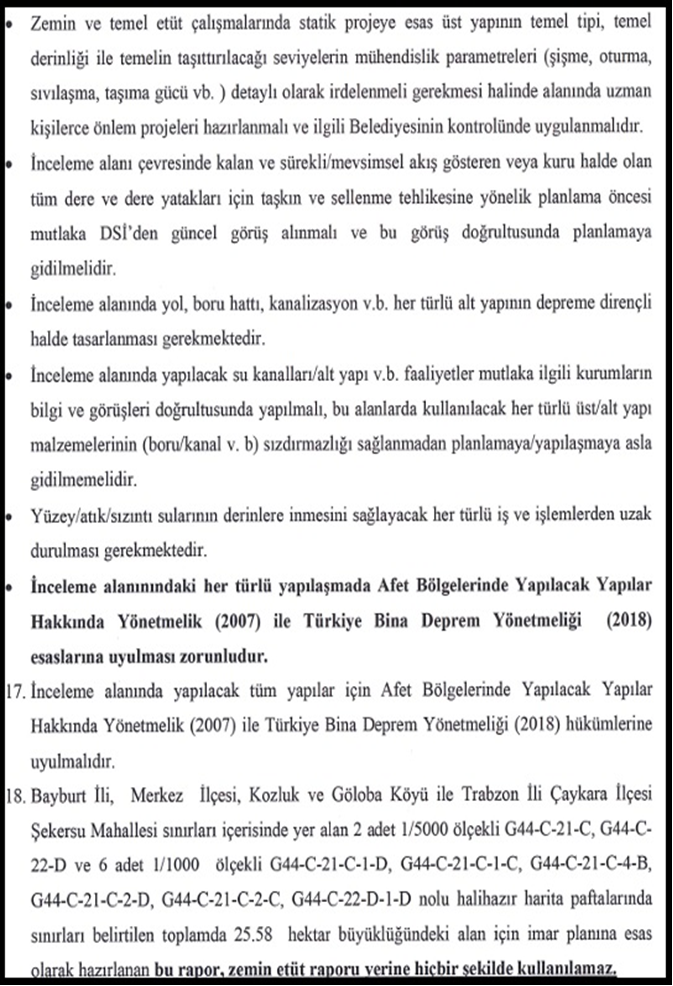 • Zemin ve temel etüt çalışmalarında statik projeye esas üst yapının temel tipi, temel
derinliği ile temelin taşıttırılacağı seviyelerin mühendislik parametreleri (şişme, oturma,
sıvılaşma, taşıma gücü vb. ) detaylı olarak irdelenmeli gerekmesi halinde alanında uzman
kişilerce önlem projeleri hazırlanmalı ve ilgili Belediyesinin kontrolünde uygulanmalıdır.
• İnceleme alanı çevresinde kalan ve sürekli/mevsimsel akış gösteren veya kuru halde olan
tüm dere ve dere yatakları için taşkın ve sellenme tehlikesine yönelik planlama öncesi
mutlaka DSİ'den güncel görüş alınmalı ve bu görüş doğrultusunda planlamaya
gidilmelidir.
• İnceleme alanında yol, boru hattı, kanalizasyon v.b. her türlü alt yapının depreme dirençli
halde tasarlanması gerekmektedir.
• İnceleme alanında yapılacak su kanalları/alt yapı v.b. faaliyetler mutlaka ilgili kurumların
bilgi ve görüşleri doğrultusunda yapılmalı, bu alanlarda kullanılacak her türlü üst/alt yapı
malzemelerinin (boru/kanal v. b) sızdırmazlığı sağlanmadan planlamaya/yapılaşmaya asla
gidilmemelidir.
• Yüzey/atık/sızıntı sularının derinlere inmesini sağlayacak her türlü iş ve işlemlerden uzak
durulması gerekmektedir.
• İnceleme alanınındaki her türlü yapılaşmada Afet Bölgelerinde Yapılacak Yapılar
Hakkında Yönetmelik (2007) ile Türkiye Bina Deprem Yönetmeliği (2018)
esaslarına uyulması zorunludur.
17. İnceleme alanında yapılacak tüm yapılar için Afet Bölgelerinde Yapılacak Yapılar
Hakkında Yönetmelik (2007) ile Türkiye Bina Deprem Yönetmeliği (2018) hükümlerine
uyulmalıdır.
18. Bayburt İli, Merkez İlçesi, Kozluk ve Göloba Köyü ile Trabzon İli Çaykara İlçesi
Şekersu Mahallesi sınırları içerisinde yer alan 2 adet 1/5000 ölçekli G44-C-21-C, G44-C-
22-D ve 6 adet 1/1000 ölçekli G44-C-21-C-1-D, G44-C-21-C-1-C, G44-C-21-C-4-B,
G44-C-21-C-2-D, G44-C-21-C-2-C, G44-C-22-D-1-D nolu halihazır harita paftalarında
sınırları belirtilen toplamda 25.58 hektar büyüklüğündeki alan için imar planına esas
olarak hazırlanan bu rapor, zemin etüt raporu yerine hiçbir şekilde kullanılamaz.